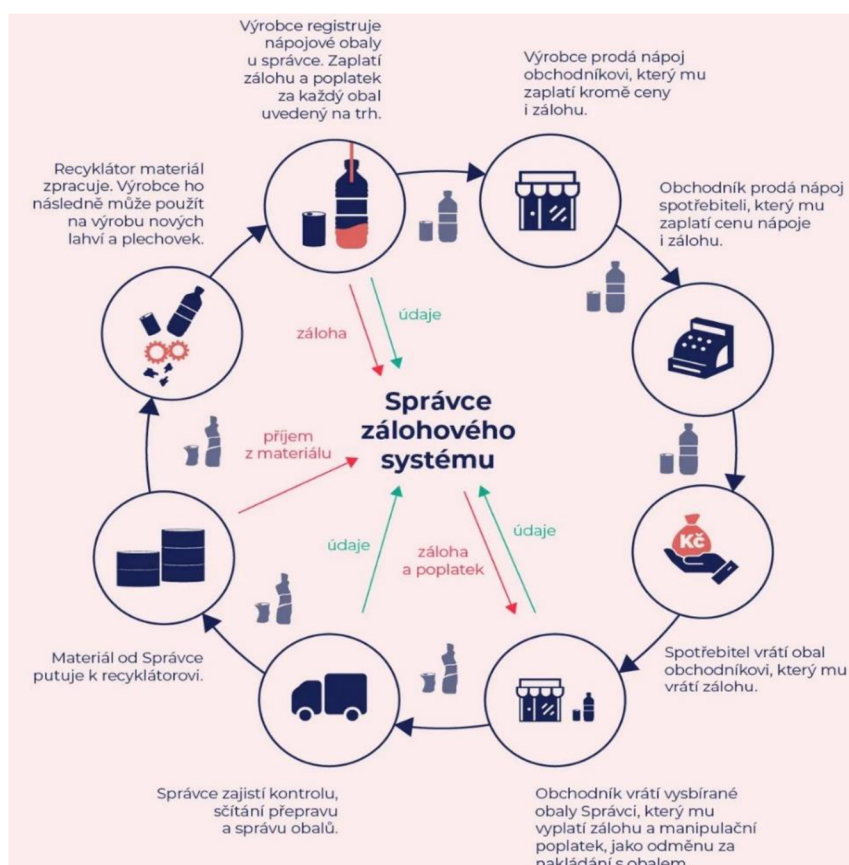 Výrobce registruje
nápojové obaly
u správce. Zaplatí
zálohu a poplatek
za každý obal
uvedený na trh.
Výrobce prodá nápoj
obchodníkovi, který mu
zaplatí kromě ceny
i zálohu.
Obchodník prodá nápoj
spotřebiteli, který mu
zaplatí cenu nápoje
i zálohu.
Recyklátor materiál
zpracuje. Výrobce ho
následně může použít
na výrobu nových
lahví a plechovek.
záloha
údaje
Správce
zálohového
systému
příjem
z materiálu
údaje
záloha
a poplatek
údaje
Kč
Spotřebitel vrátí obal
obchodníkovi, který mu
vrátí zálohu.
Materiál od Správce
putuje k recyklátorovi.
Správce zajistí kontrolu,
sčítání přepravu
a správu obalů.
Obchodník vrátí vysbírané
obaly Správci, který mu
vyplatí zálohu a manipulační
poplatek, jako odměnu za
nakládání s obalem